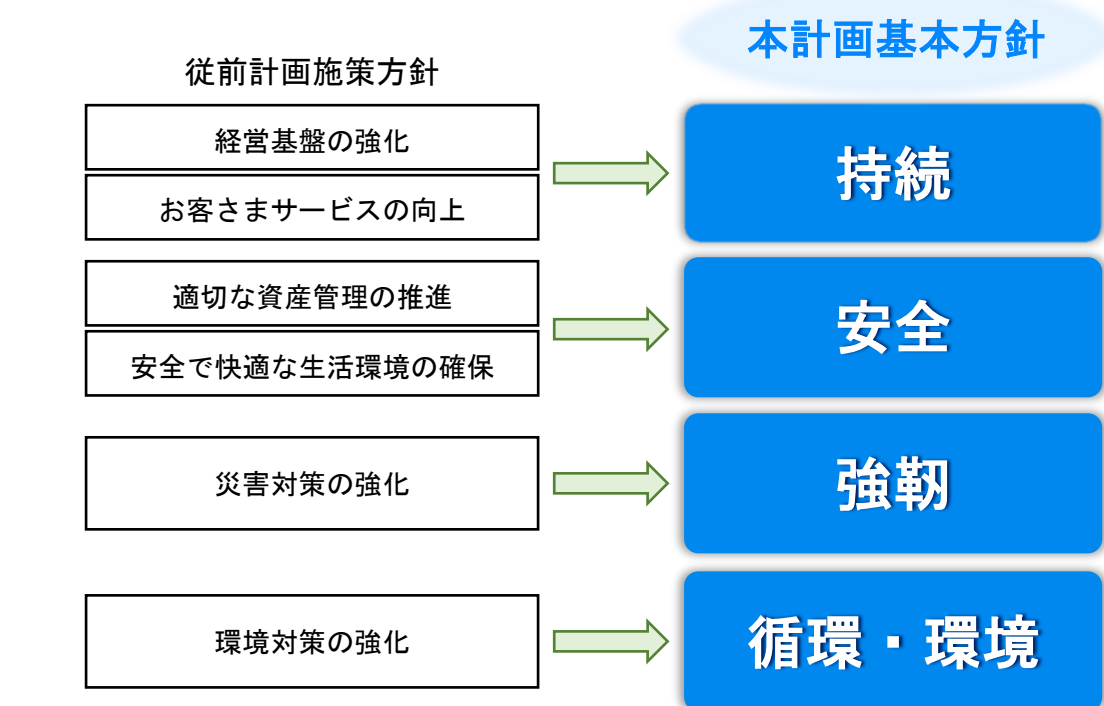 本計画基本方針
従前計画施策方針
経営基盤の強化
お客さまサービスの向上
持続
適切な資産管理の推進
安全で快適な生活環境の確保
安全
災害対策の強化
強靭
環境対策の強化
循環・環境